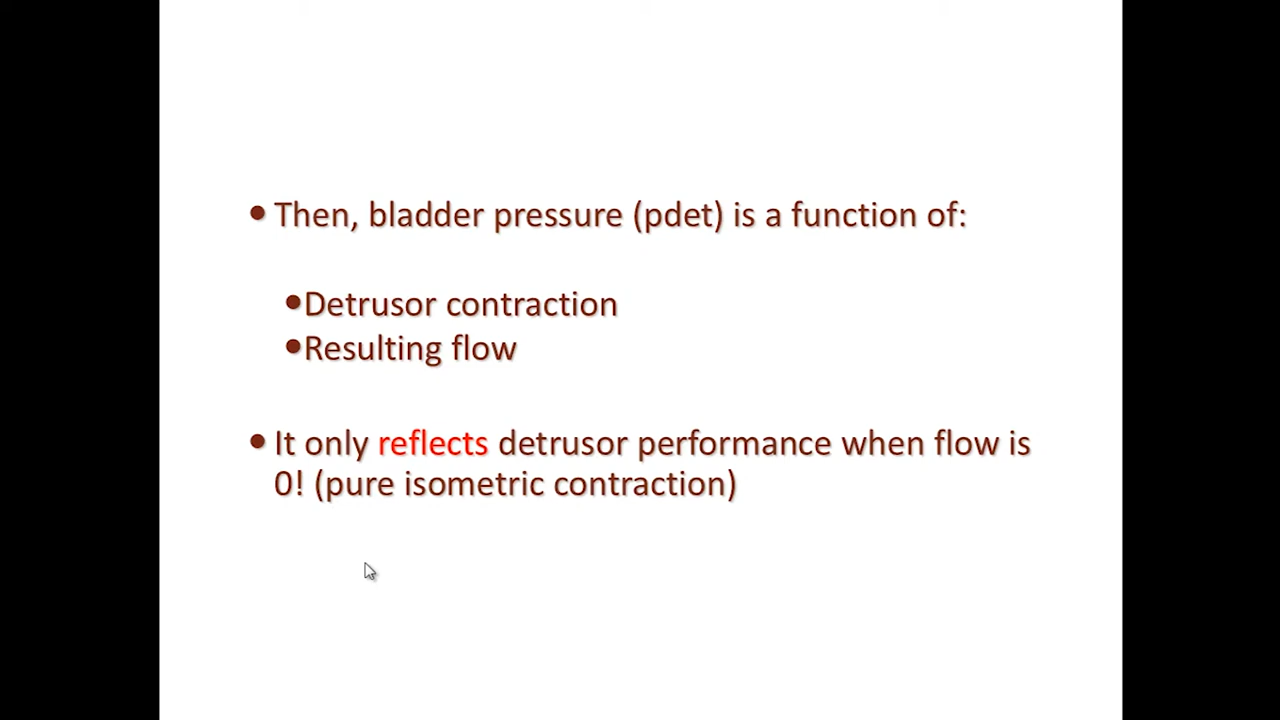 • Then, bladder pressure (pdet) is a function of:
•Detrusor contraction
•Resulting flow
• It only reflects detrusor performance when flow is
0! (pure isometric contraction)